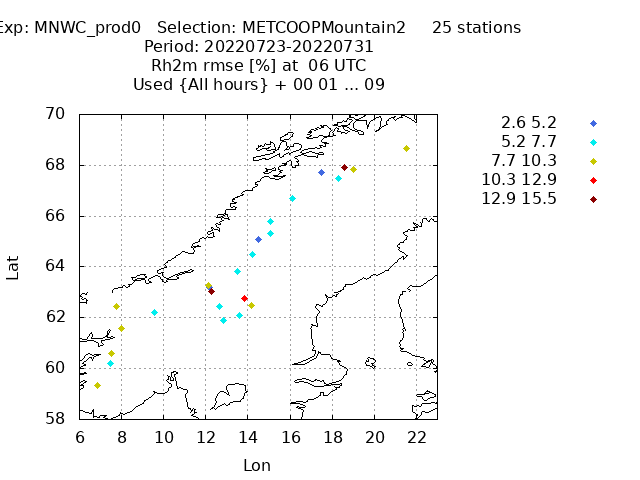 Exp: MNWC_prod0   Selection: METCOOPMountain2     25 stations
Period: 20220723-20220731
Rh2m rmse [%] at  06 UTC
Used {All hours} + 00 01 ... 09
2.6 5.2
5.2 7.7
7.7 10.3
10.3 12.9
12.9 15.5
70
68
66
64
62
60
58
Lat
6 8 10 12 14 16 18 20 22
Lon